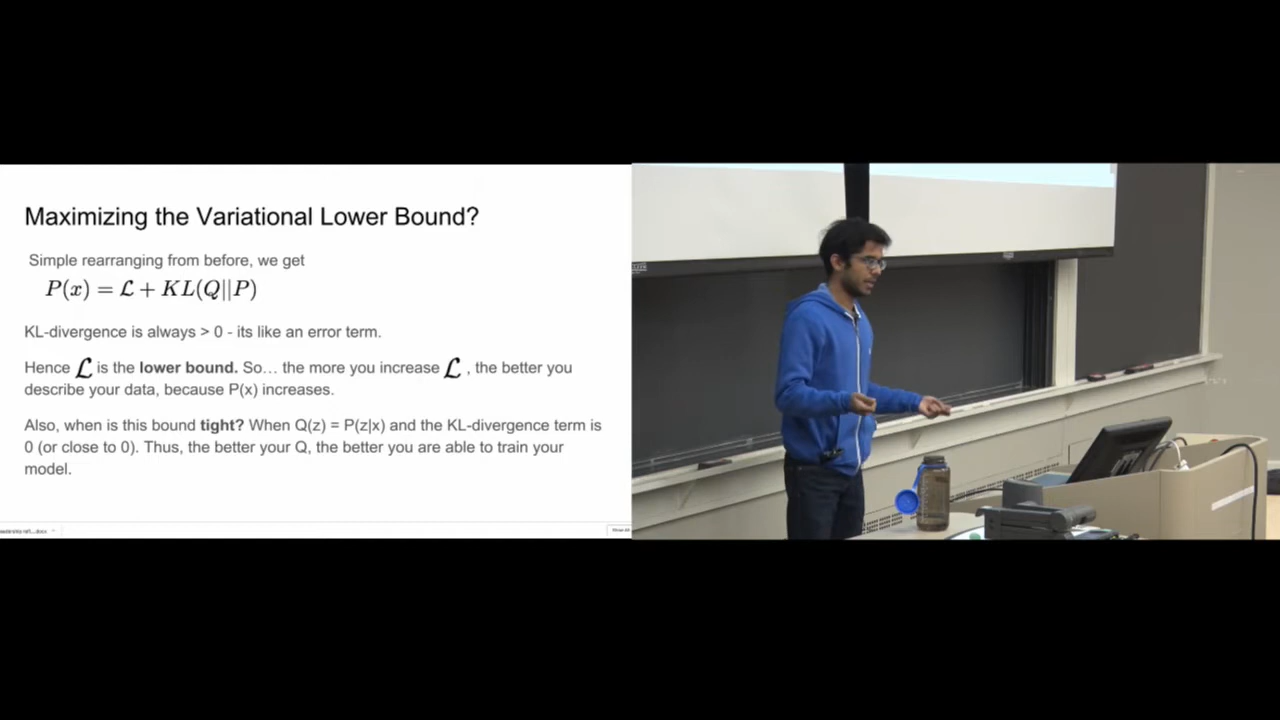 Maximizing the Variational Lower Bound?
Simple rearranging from before, we get
P(x) = ℒ + KL(Q||P)
KL-divergence is always > 0 - its like an error term.
Hence ℒ is the lower bound. So… the more you increase ℒ , the better you
describe your data, because P(x) increases.
Also, when is this bound tight? When Q(z) = P(z|x) and the KL-divergence term is
0 (or close to 0). Thus, the better your Q, the better you are able to train your
model.
Show All